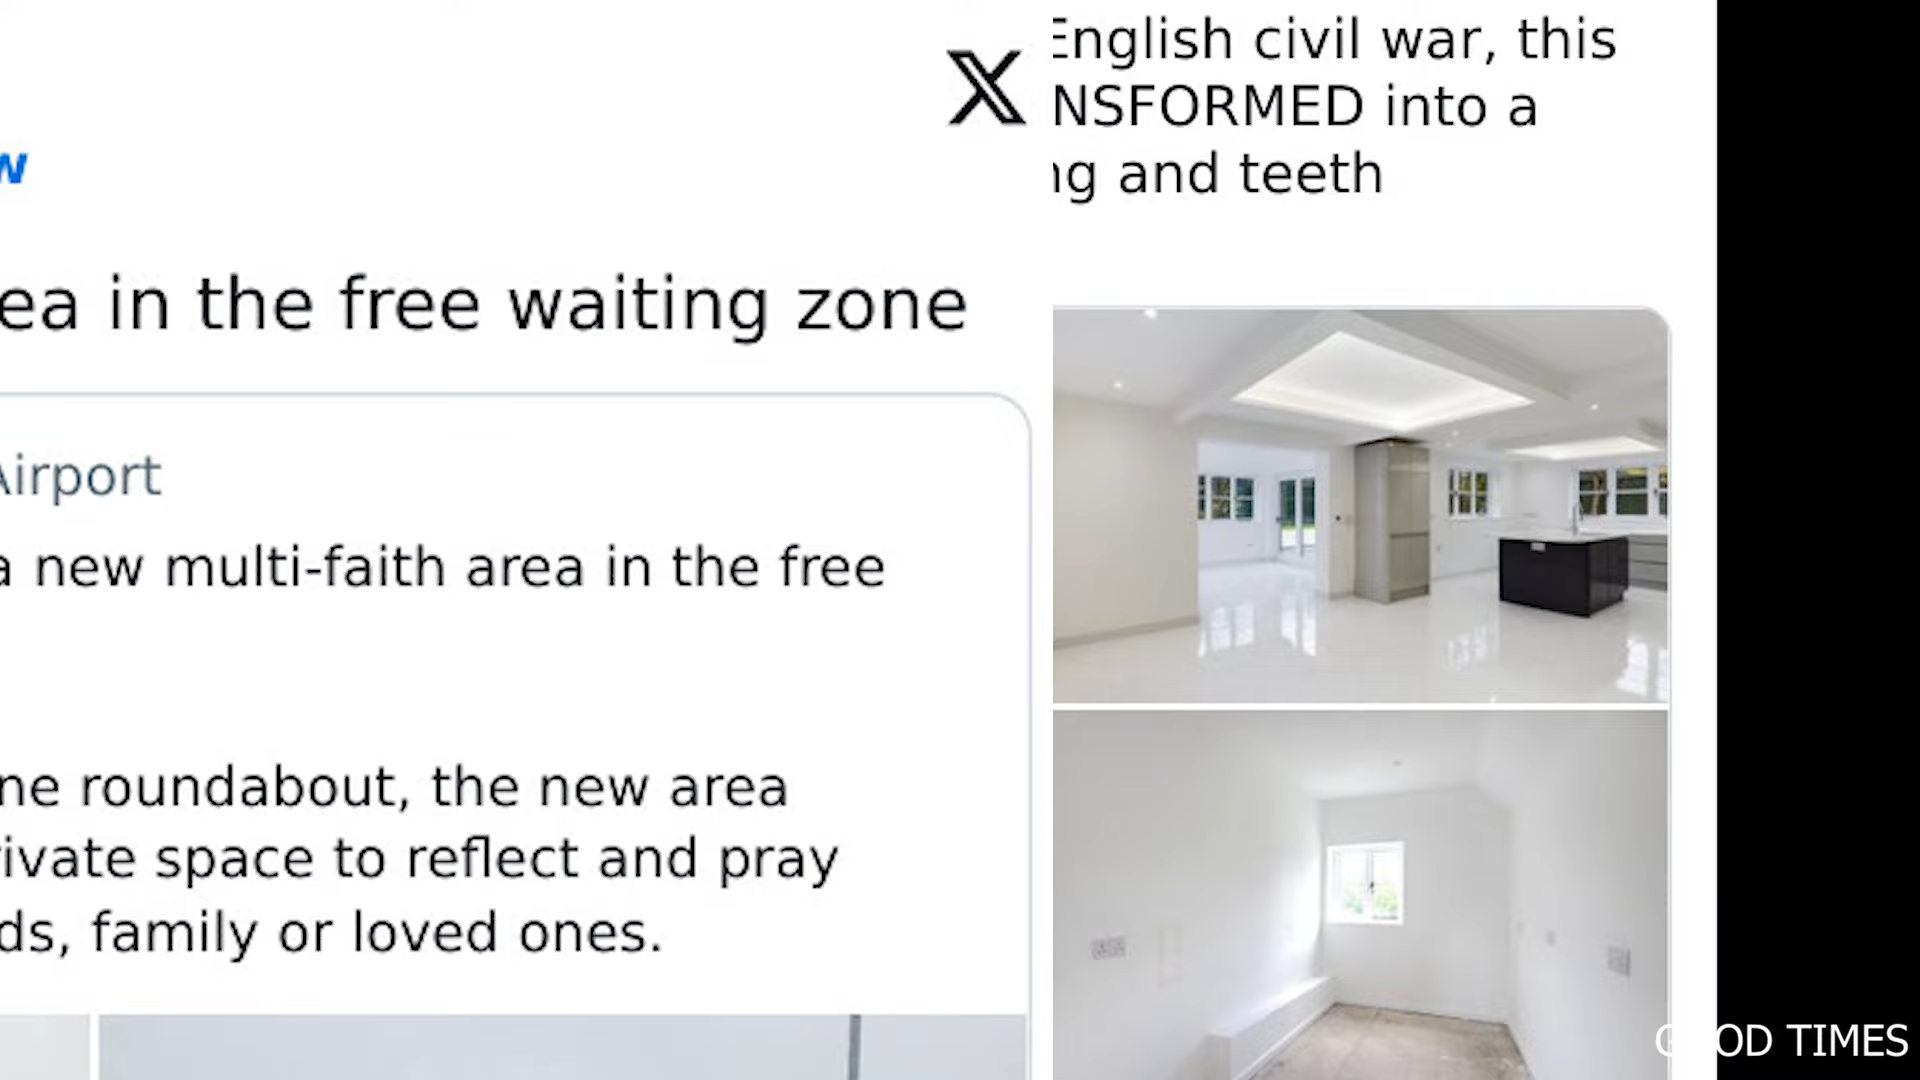 w
ea in the free waiting zone
Airport
a new multi-faith area in the free
ne roundabout, the new area
ivate space to reflect and pray
ds, family or loved ones.
English civil war, this
NSFORMED into a
ng and teeth
GOOD TIMES